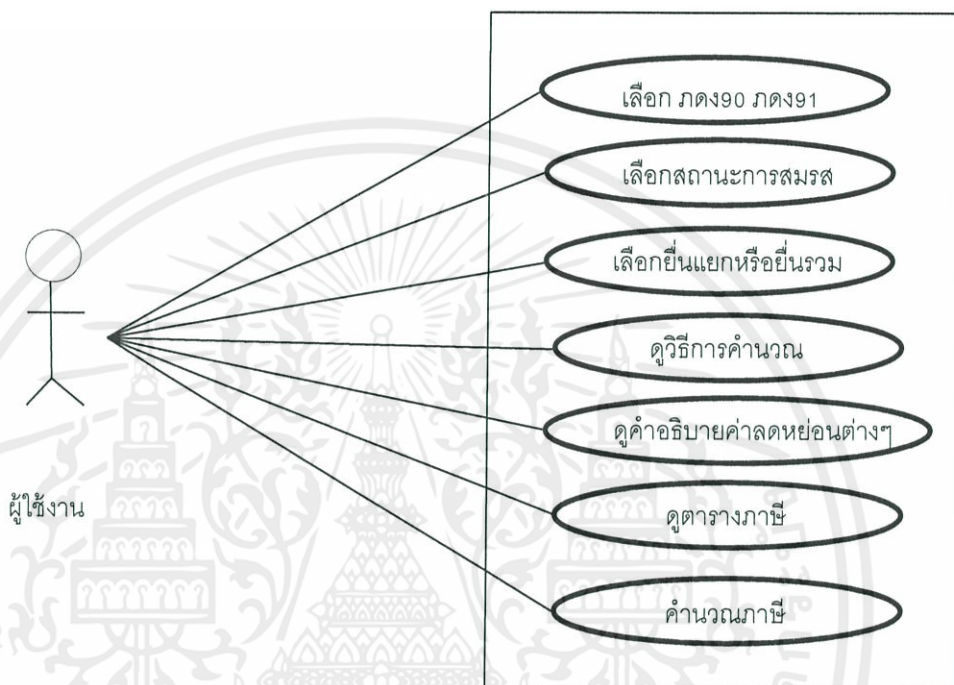 เลือก ภดง90 ภดง91
เลือกสถานะการสมรส
เลือกยื่นแยกหรือยื่นรวม
ดูวิธีการคำนวณ
ดูคำอธิบายค่าลดหย่อนต่างๆ
ดูตารางภาษี
คำนวณภาษี
ผู้ใช้งาน